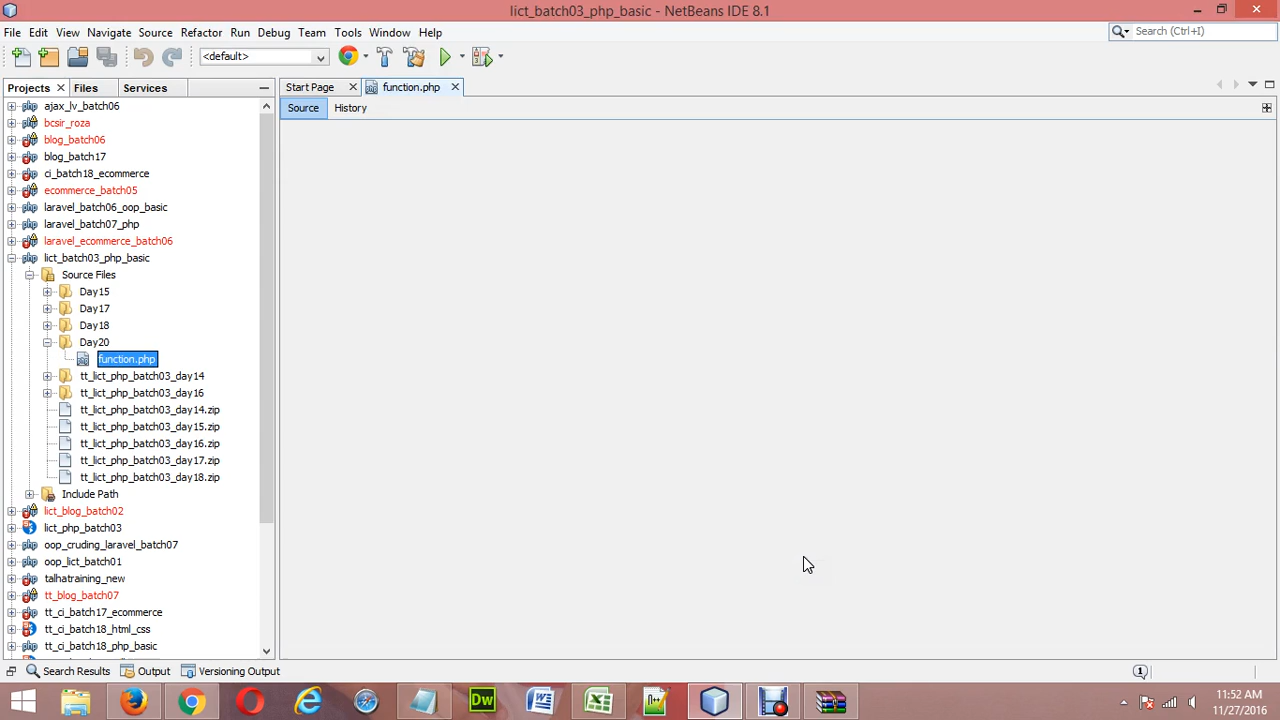 lict_batch03_php_basic - NetBeans IDE 8.1
File Edit View Navigate Source Refactor Run Debug Team Tools Window Help
Search (Ctrl+I)
<default>
Projects Files Services
Start Page function.php
Source History
ajax_lv_batch06
bcsir_roza
blog_batch06
blog_batch17
ci_batch18_ecommerce
ecommerce_batch05
laravel_batch06_oop_basic
laravel_batch07_php
laravel_ecommerce_batch06
lict_batch03_php_basic
Source Files
Day15
Day17
Day18
Day20
function.php
tt_lict_php_batch03_day14
tt_lict_php_batch03_day16
tt_lict_php_batch03_day14.zip
tt_lict_php_batch03_day15.zip
tt_lict_php_batch03_day16.zip
tt_lict_php_batch03_day17.zip
tt_lict_php_batch03_day18.zip
Include Path
lict_blog_batch02
lict_php_batch03
oop_cruding_laravel_batch07
oop_lict_batch01
talhatraining_new
tt_blog_batch07
tt_ci_batch17_ecommerce
tt_ci_batch18_html_css
tt_ci_batch18_php_basic
Search Results Output Versioning Output
11:52 AM
11/27/2016